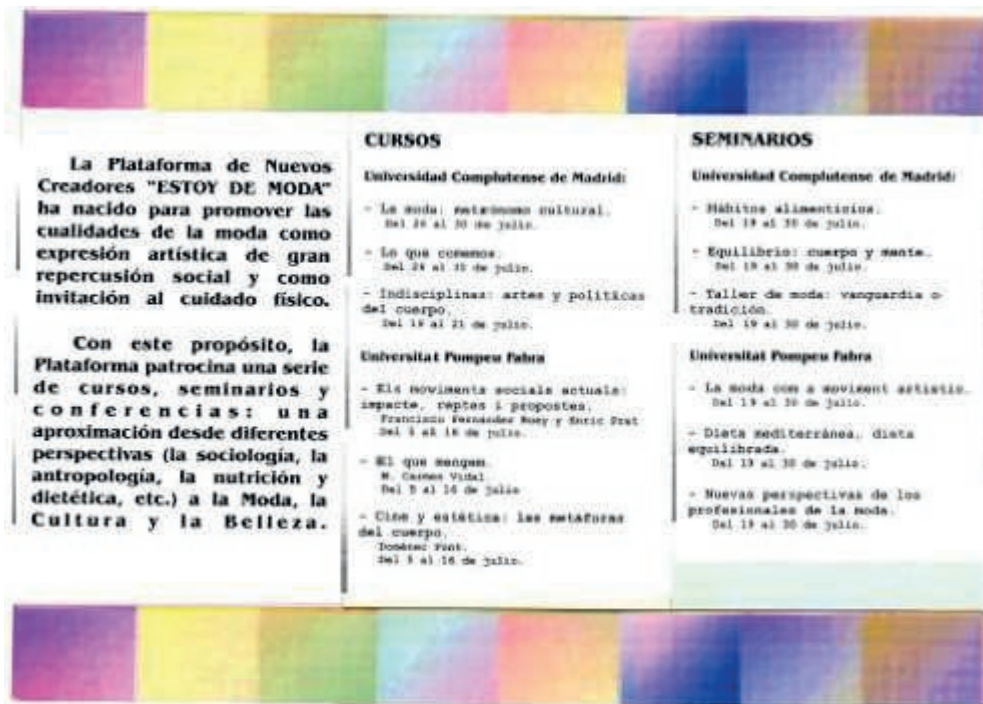 La Plataforma de Nuevos
Creadores "ESTOY DE MODA"
ha nacido para promover las
cualidades de la moda como
expresión artística de gran
repercusión social y como
invitación al cuidado físico.
Con este propósito, la
Plataforma patrocina una serie
de cursos, seminarios y
conferencias: una
aproximación desde diferentes
perspectivas (la sociología, la
antropología, la nutrición y
dietética, etc.) a la Moda, la
Cultura y la Belleza.
CURSOS
Universidad Complutense de Madrid:
- La moda: metrónomo cultural.
Del 26 al 30 de julio.
- Lo que comemos.
Del 26 al de julio.
- Indisciplinas: artes y políticas
del cuerpo.
Del 19 al 21 de julio.
Universitat Pompeu Fabra
- Els moviments socials actuals:
impacte, reptes i propostes.
Francisco Fernández Buey y Enric Prat
Del 5 al 16 de julio.
- El que mengem.
M. Carmen Vidal
Del 5 al 16 de julio
- Cine y estética: las metáforas
del cuerpo.
Domènec Font.
Del 5 al 16 de julio.
SEMINARIOS
Universidad Complutense de Madrid:
- Hábitos alimenticios.
Del 19 al 30 de julio.
- Equilibrio: cuerpo y mente.
Del 19 al 30 de julio.
- Taller de moda: vanguardia o
tradición.
Del 19 al 30 de julio.
Universitat Pompeu Fabra
- La moda com a moviment artístic.
Del 19 al 30 de julio.
- Dieta mediterránea, dieta
equilibrada.
Del 19 al 30 de julio.
- Nuevas perspectivas de los
profesionales de la moda.
Del 19 al 30 de julio.